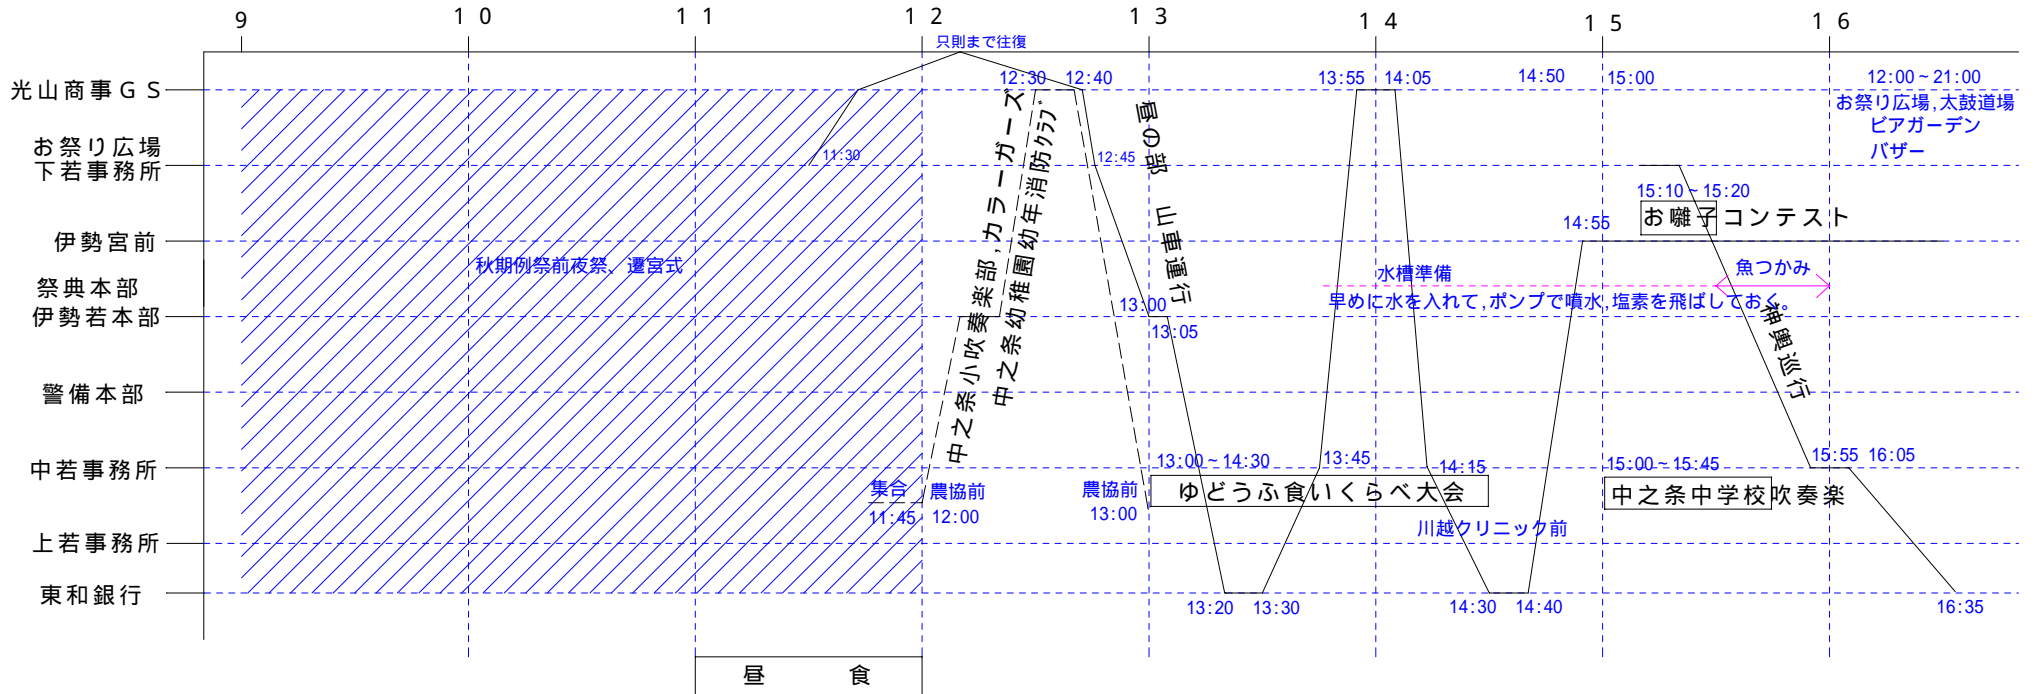 9
10
11
12
13
14
15
16
只則まで往復
光山商事GS
12:30
12:40
13:55
14:05
14:50
15:00
12:00~21:00
お祭り広場,太鼓道場
ビアガーデン
バザー
お祭り広場
下若事務所
11:30
12:45
昼の部 山車運行
15:10~15:20
お囃子コンテスト
伊勢宮前
14:55
秋期例祭前夜祭、遷宮式
祭典本部
伊勢若本部
水槽準備
魚つかみ
早めに水を入れて,ポンプで噴水,塩素を飛ばしておく。
13:00
13:05
中之条小吹奏楽部,カラーガーズ
中之条幼稚園幼年消防クラブ
神輿巡行
警備本部
中若事務所
13:00~14:30
13:45
14:15
15:00~15:45
15:55
16:05
集合
農協前
農協前
ゆどうふ食いくらべ大会
中之条中学校吹奏楽
11:45
12:00
13:00
川越クリニック前
上若事務所
東和銀行
13:20
13:30
14:30
14:40
16:35
昼 食